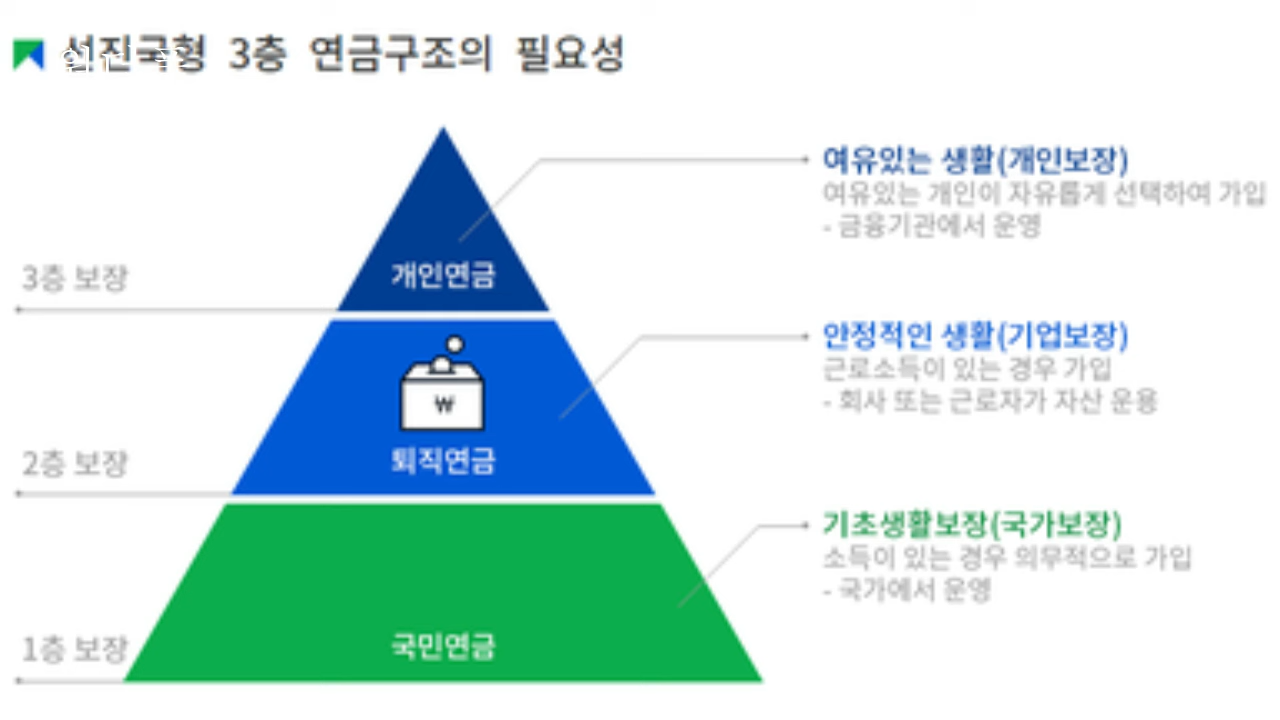 선진국형 3층 연금구조의 필요성
여유있는 생활(개인보장)
여유있는 개인이 자유롭게 선택하여 가입
- 금융기관에서 운영
개인연금
3층 보장
안정적인 생활(기업보장)
근로소득이 있는 경우 가입
- 회사 또는 근로자가 자산 운용
₩
퇴직연금
2층 보장
기초생활보장(국가보장)
소득이 있는 경우 의무적으로 가입
- 국가에서 운영
국민연금
1층 보장